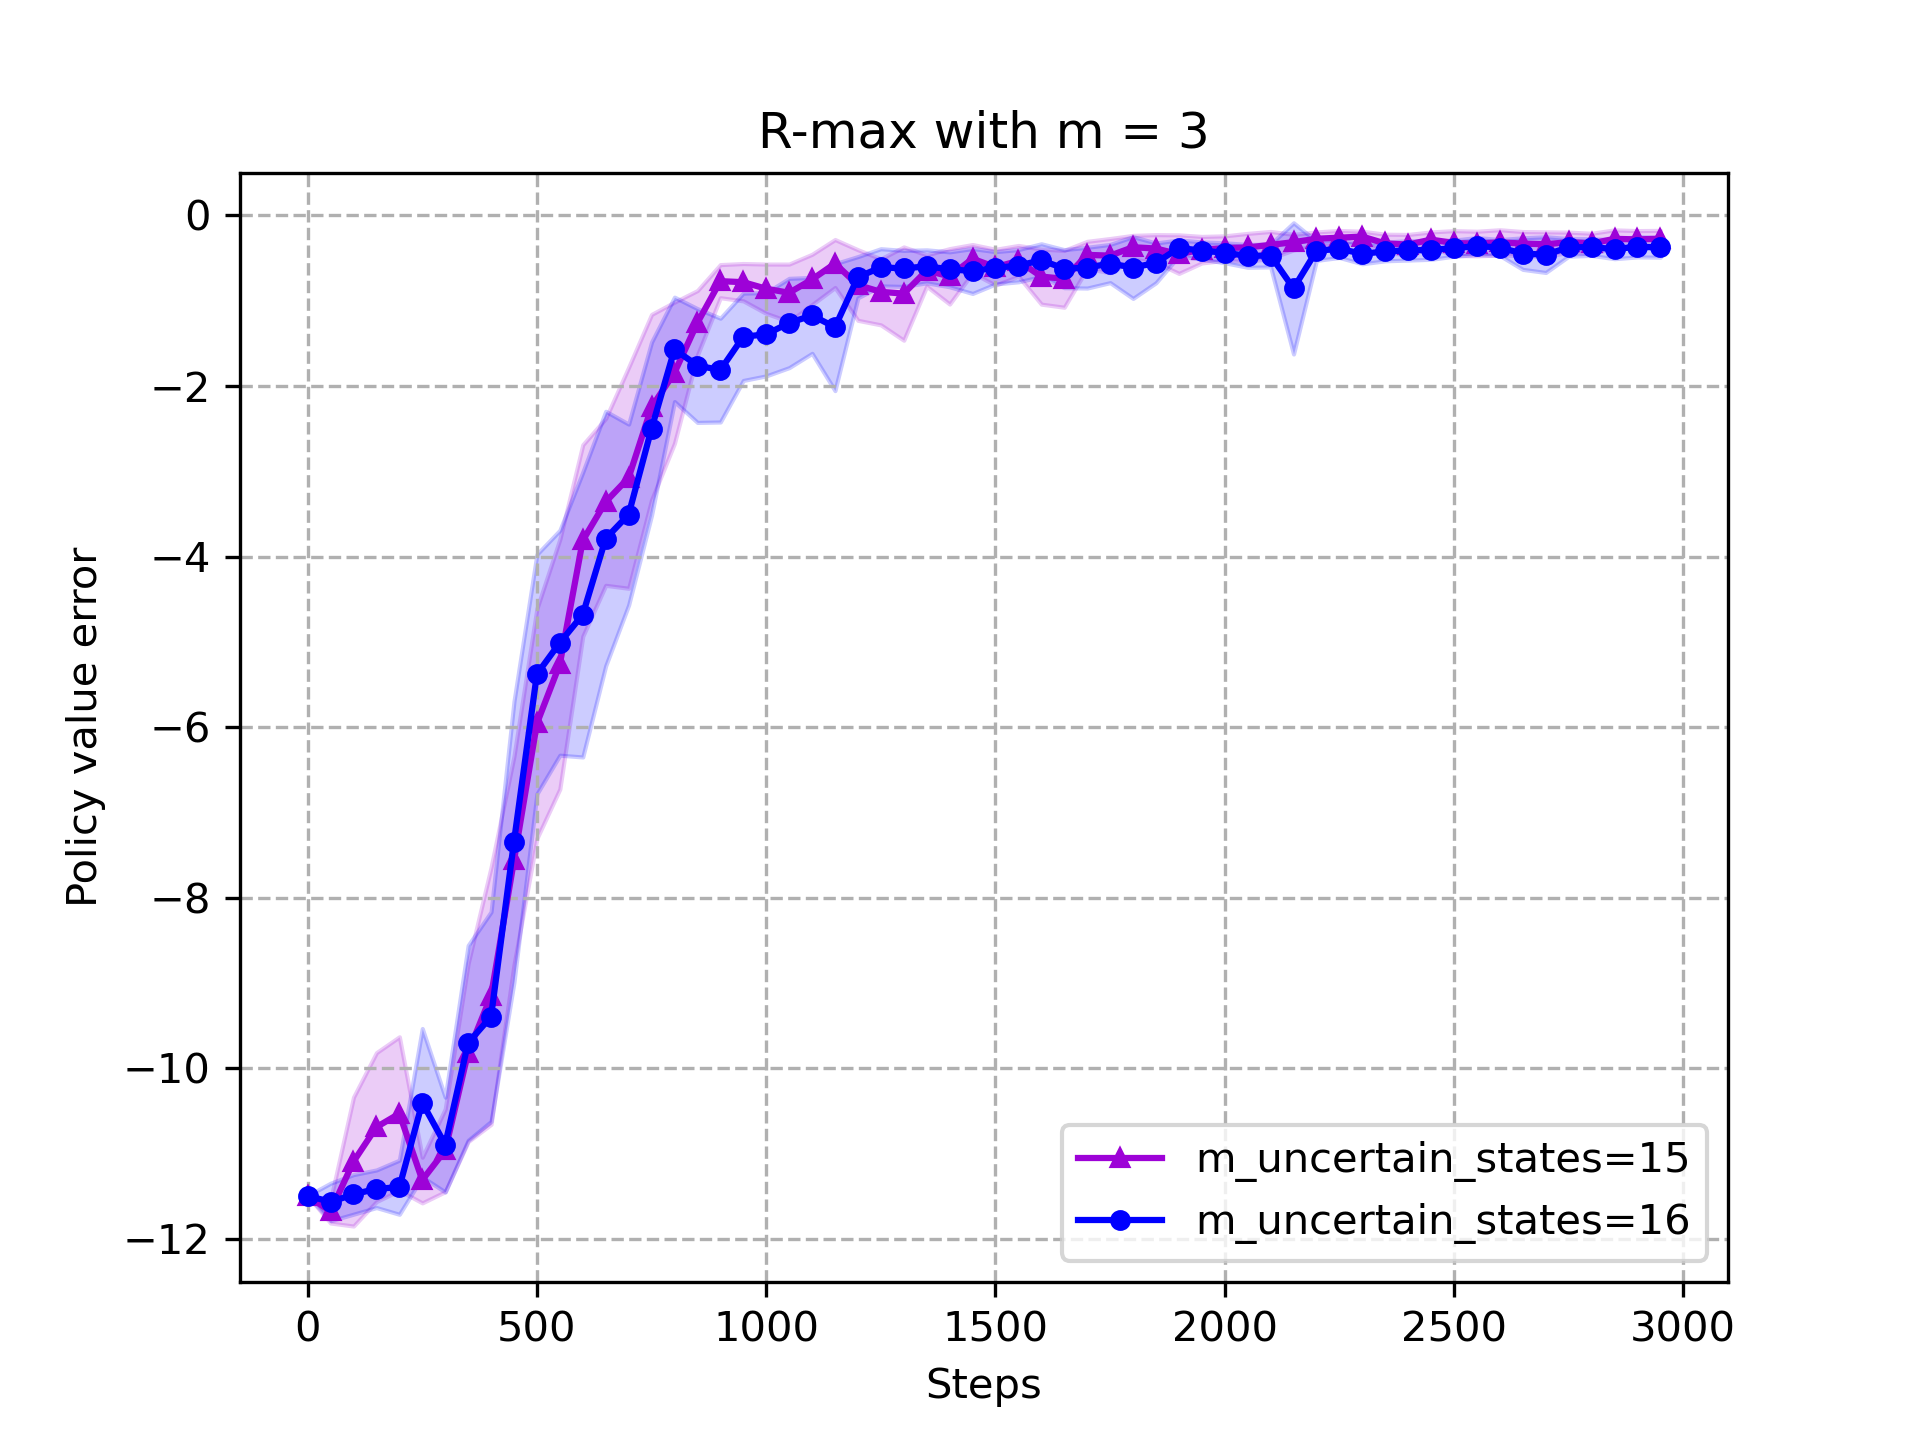 R-max with m = 3
0
−2
−4
−6
−8
−10
−12
Policy value error
0 500 1000 1500 2000 2500 3000
Steps
m_uncertain_states=15
m_uncertain_states=16